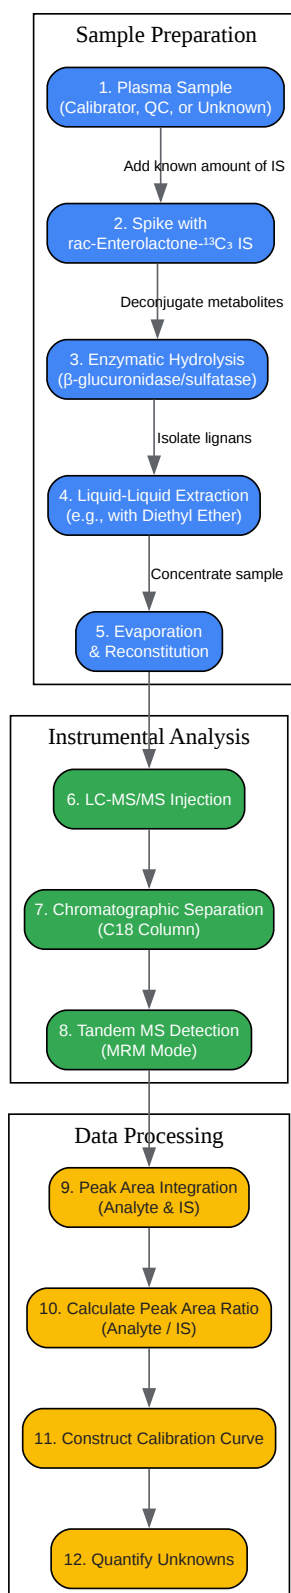 Sample Preparation
1. Plasma Sample
(Calibrator, QC, or Unknown)
Add known amount of IS
2. Spike with
rac-Enterolactone-¹³C₃ IS
Deconjugate metabolites
3. Enzymatic Hydrolysis
(β-glucuronidase/sulfatase)
Isolate lignans
4. Liquid-Liquid Extraction
(e.g., with Diethyl Ether)
Concentrate sample
5. Evaporation
& Reconstitution
Instrumental Analysis
6. LC-MS/MS Injection
7. Chromatographic Separation
(C18 Column)
8. Tandem MS Detection
(MRM Mode)
Data Processing
9. Peak Area Integration
(Analyte & IS)
10. Calculate Peak Area Ratio
(Analyte / IS)
11. Construct Calibration Curve
12. Quantify Unknowns